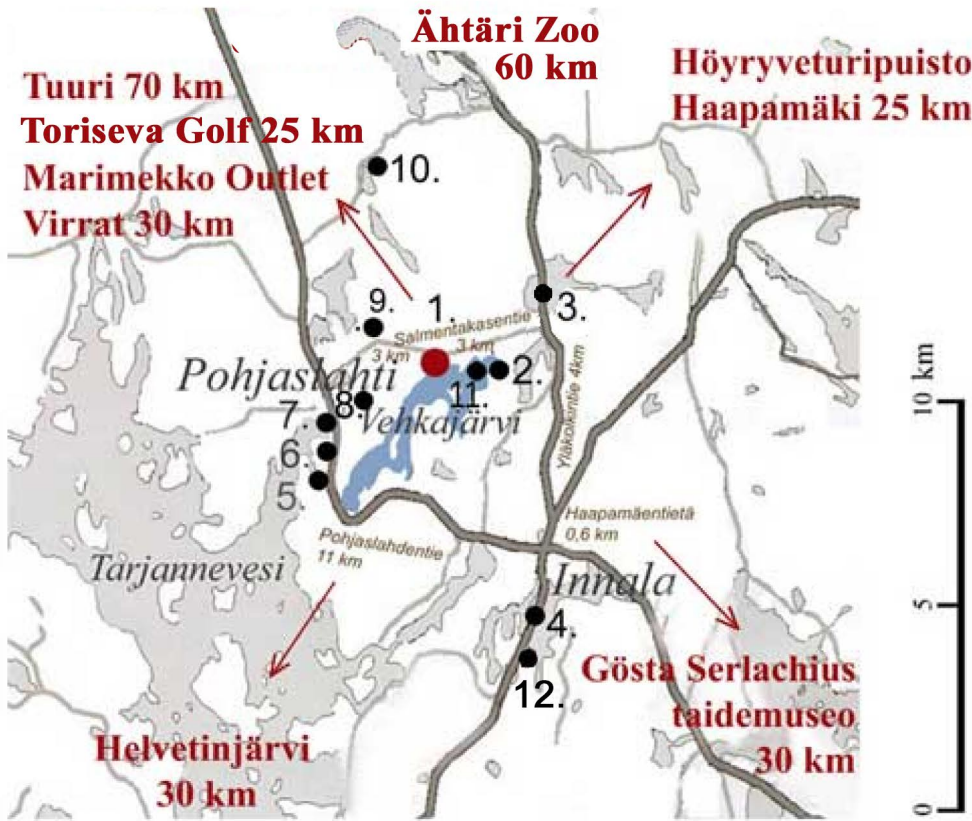 Ähtäri Zoo
60 km
Höyryveturipuisto
Haapamäki 25 km
Tuuri 70 km
Toriseva Golf 25 km
Marimekko Outlet
Virrat 30 km
10.
9.
1.
3.
Salmentakasentie
3 km
3 km
Pohjaslahti
2.
11.
8.
Vehkajärvi
7.
6.
5.
Yläkolkintie 4km
10 km
Haapamäentietä
0,6 km
Pohjaslahdentie
11 km
Tarjannevesi
Innala
5
4.
12.
Gösta Serlachius
taidemuseo
30 km
Helvetinjärvi
30 km
0